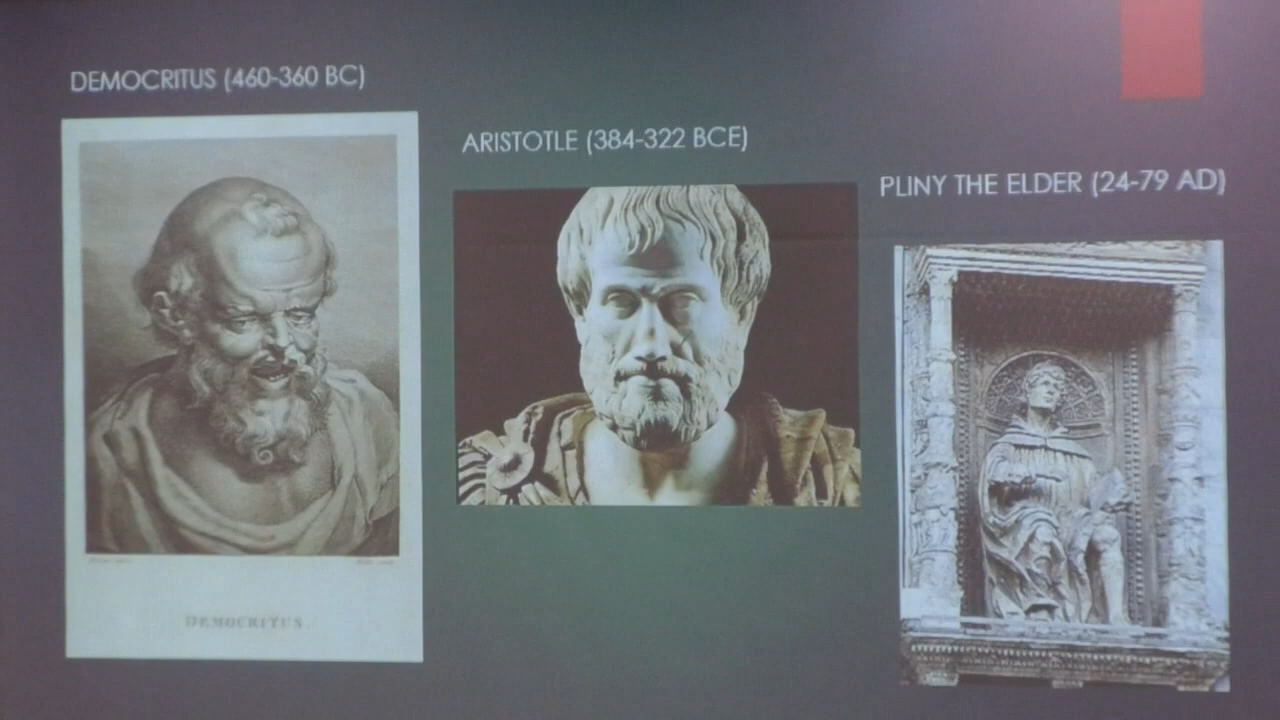 DEMOCRITUS (460-360 BC)
ARISTOTLE (384-322 BCE)
PLINY THE ELDER (24-79 AD)
DEMOCRITUS.